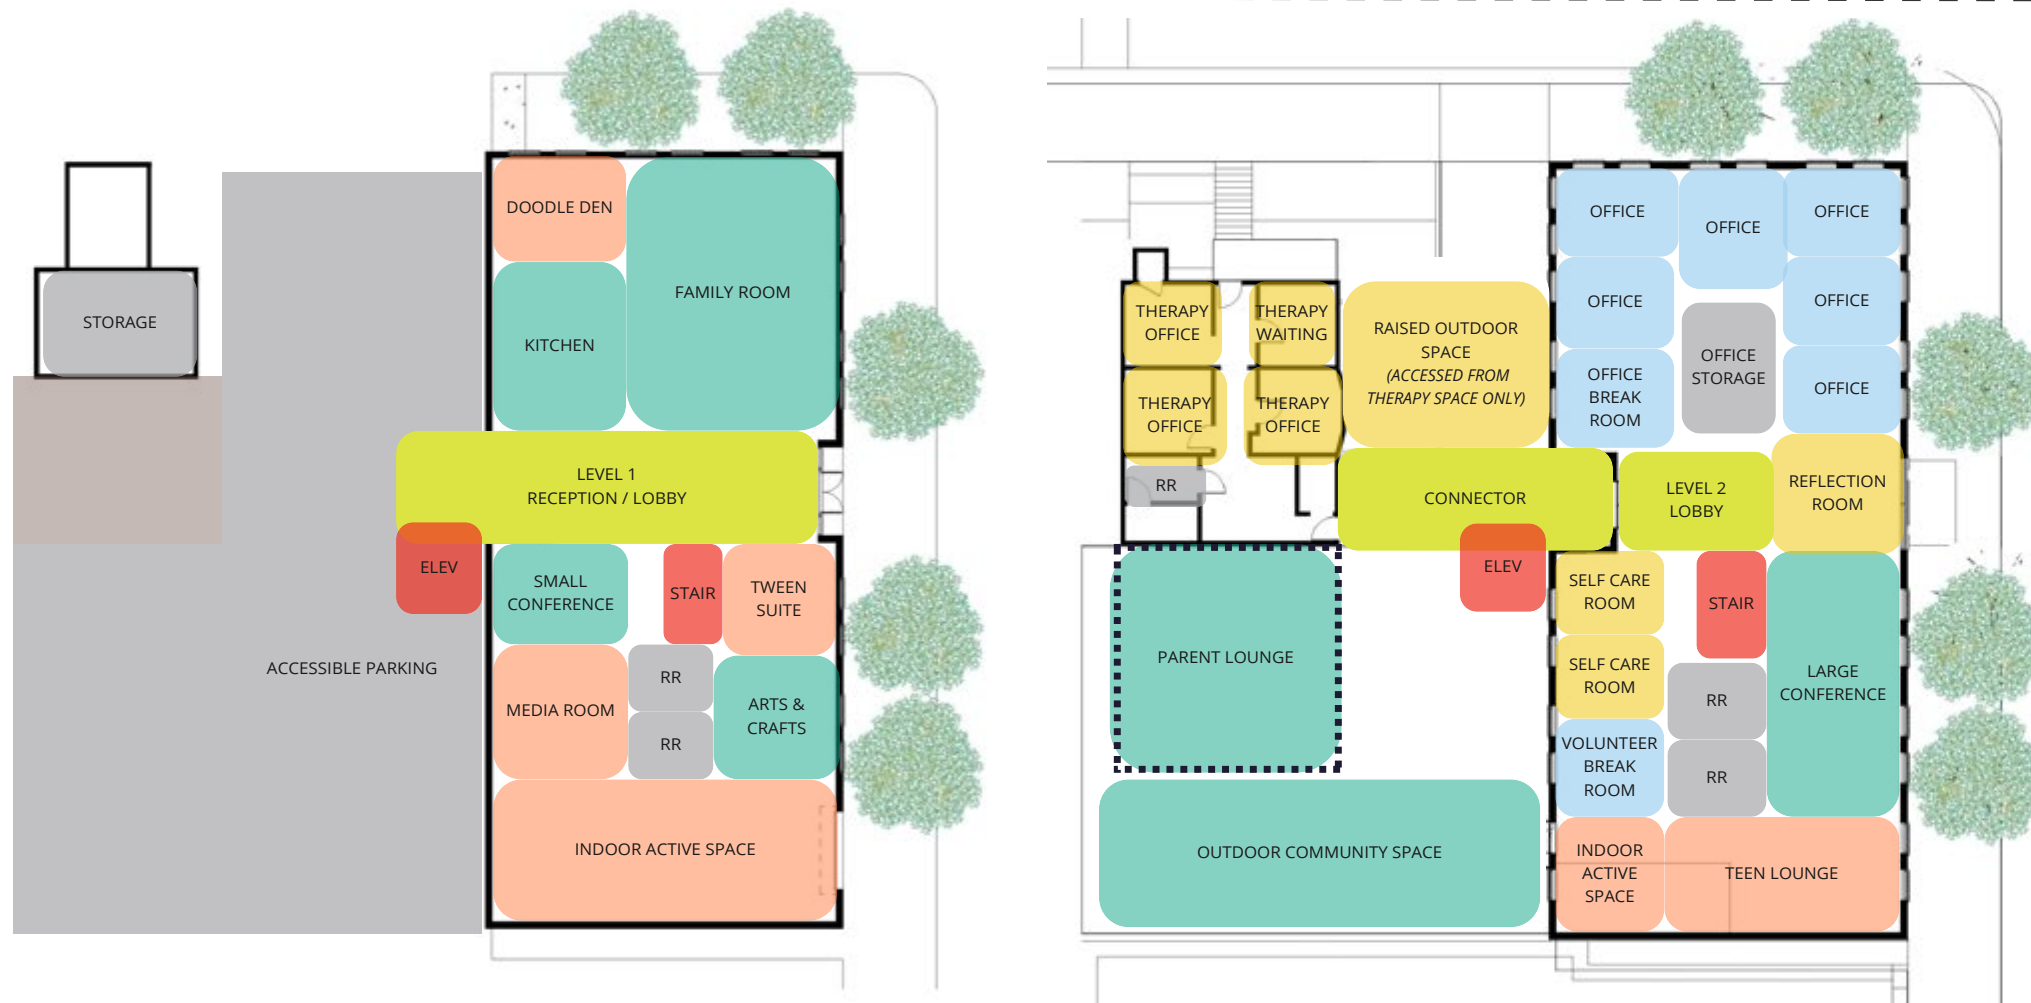 DOODLE DEN
FAMILY ROOM
STORAGE
KITCHEN
LEVEL 1
RECEPTION / LOBBY
ELEV
SMALL
CONFERENCE
STAIR
TWEEN
SUITE
ACCESSIBLE PARKING
MEDIA ROOM
RR
RR
ARTS &
CRAFTS
INDOOR ACTIVE SPACE
OFFICE
OFFICE
OFFICE
THERAPY
OFFICE
THERAPY
WAITING
RAISED OUTDOOR
SPACE
(ACCESSED FROM
THERAPY SPACE ONLY)
OFFICE
OFFICE
OFFICE
STORAGE
THERAPY
OFFICE
THERAPY
OFFICE
OFFICE
BREAK
ROOM
OFFICE
RR
CONNECTOR
LEVEL 2
LOBBY
REFLECTION
ROOM
ELEV
SELF CARE
ROOM
STAIR
PARENT LOUNGE
SELF CARE
ROOM
RR
LARGE
CONFERENCE
VOLUNTEER
BREAK
ROOM
RR
OUTDOOR COMMUNITY SPACE
INDOOR
ACTIVE
SPACE
TEEN LOUNGE